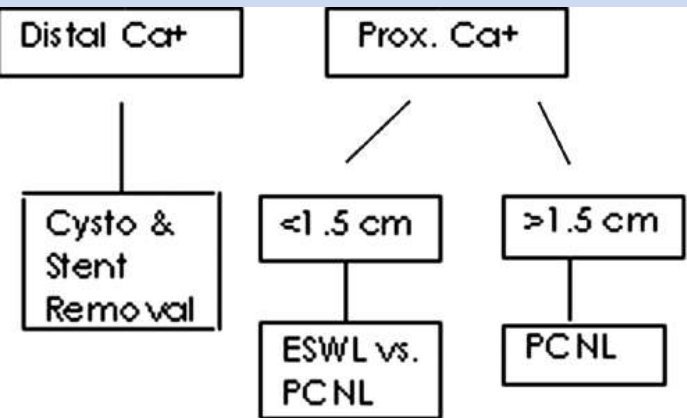 Distal Ca+
Prox. Ca+
Cysto &
Stent
Removal
<1.5 cm
>1.5 cm
ESWL vs.
PCNL
PCNL